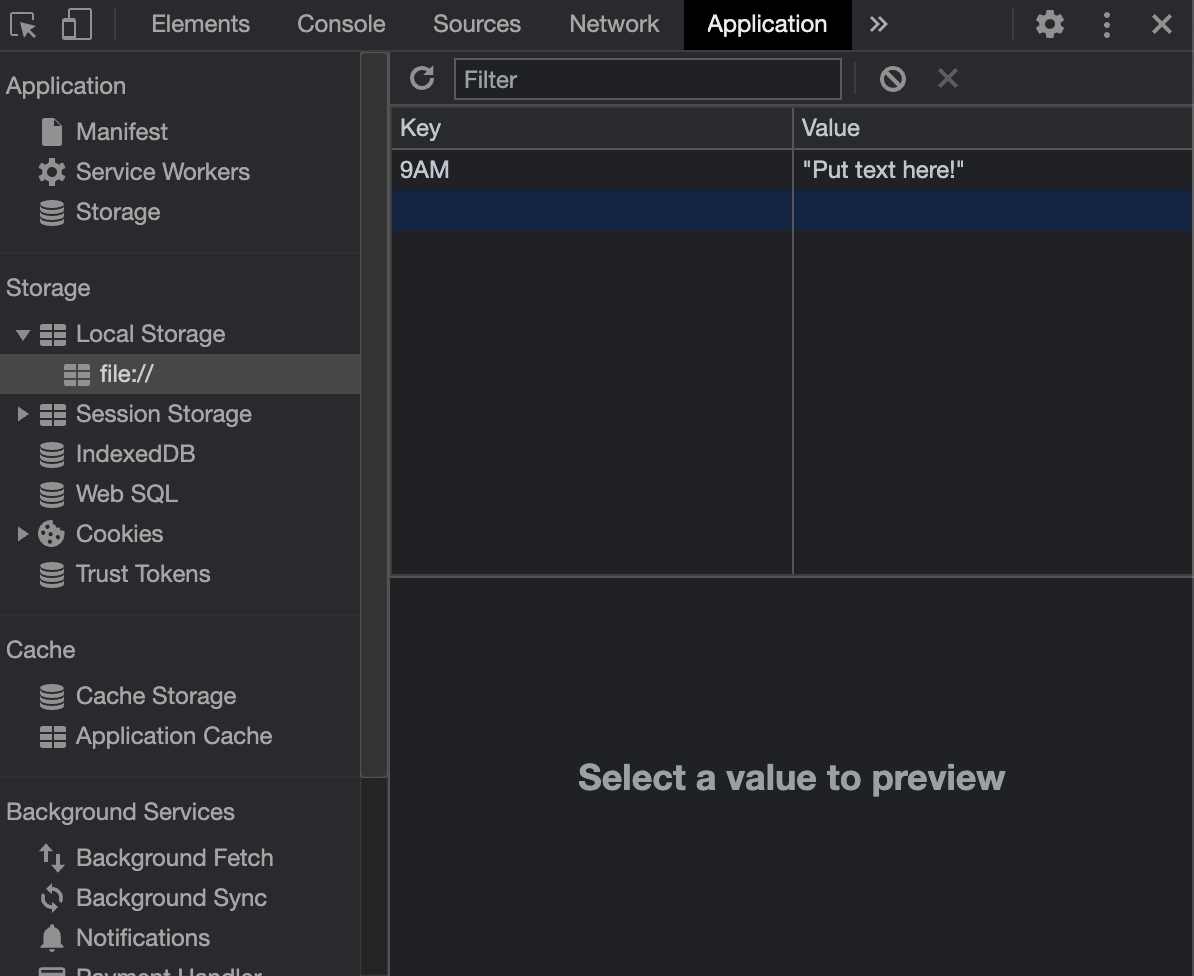 Elements Console Sources Network Application »
Application
Manifest
Service Workers
Storage
Storage
Local Storage
file://
Session Storage
IndexedDB
Web SQL
Cookies
Trust Tokens
Cache
Cache Storage
Application Cache
Background Services
Background Fetch
Background Sync
Notifications
Payment Handler
Filter
Key Value
9AM "Put text here!"
Select a value to preview